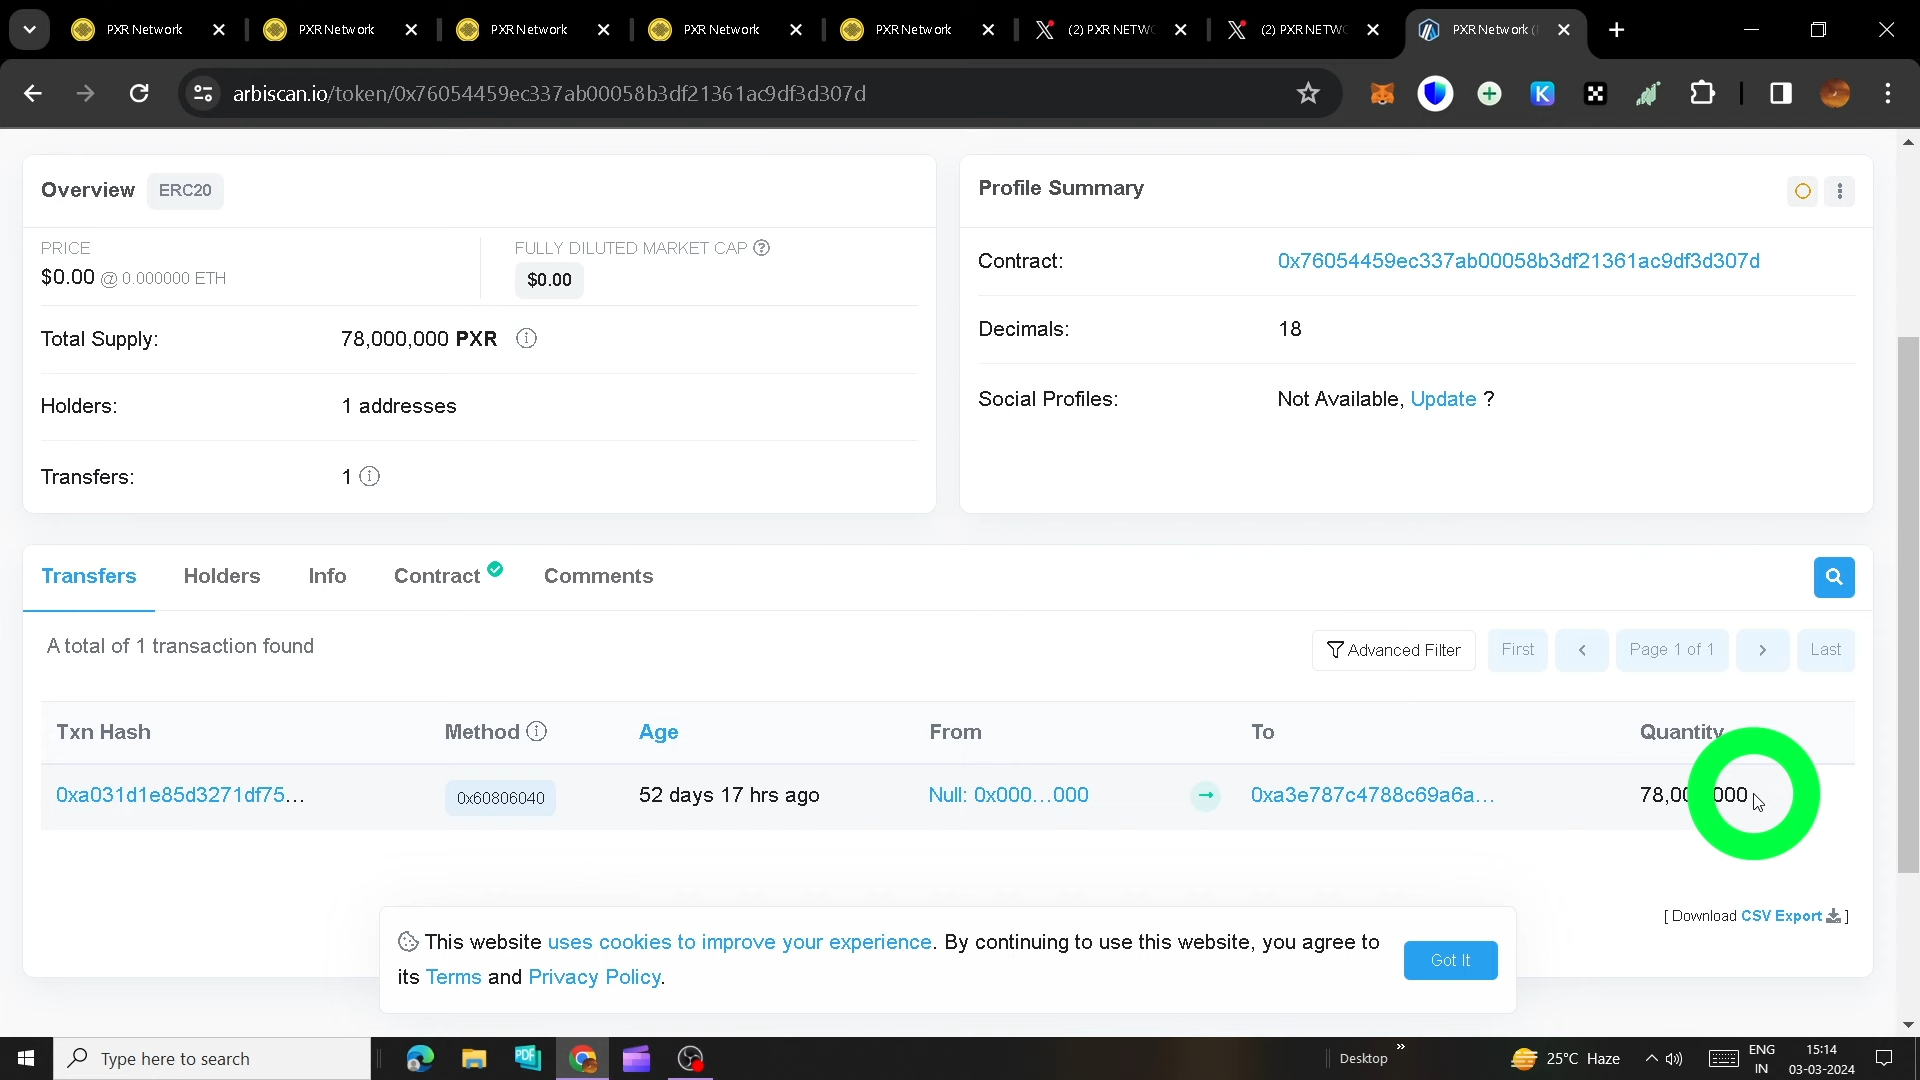 PXR Network
PXR Network
PXR Network
PXR Network
PXR Network
(2) PXR NETW
(2) PXR NETW
PXR Network (
arbiscan.io/token/0x76054459ec337ab00058b3df21361ac9df3d307d
Overview ERC20
PRICE
$0.00 @ 0.000000 ETH
FULLY DILUTED MARKET CAP
$0.00
Total Supply: 78,000,000 PXR
Holders: 1 addresses
Transfers: 1
Profile Summary
Contract: 0x76054459ec337ab00058b3df21361ac9df3d307d
Decimals: 18
Social Profiles: Not Available, Update ?
Transfers Holders Info Contract Comments
A total of 1 transaction found
Advanced Filter First Page 1 of 1 Last
Txn Hash Method Age From To Quantity
0xa031d1e85d3271df75... 0x60806040 52 days 17 hrs ago Null: 0x000...000 0xa3e787c4788c69a6a... 78,00 000
[ Download CSV Export ]
This website uses cookies to improve your experience. By continuing to use this website, you agree to
its Terms and Privacy Policy.
Got It
Type here to search
Desktop
25°C Haze
ENG
IN
15:14
03-03-2024